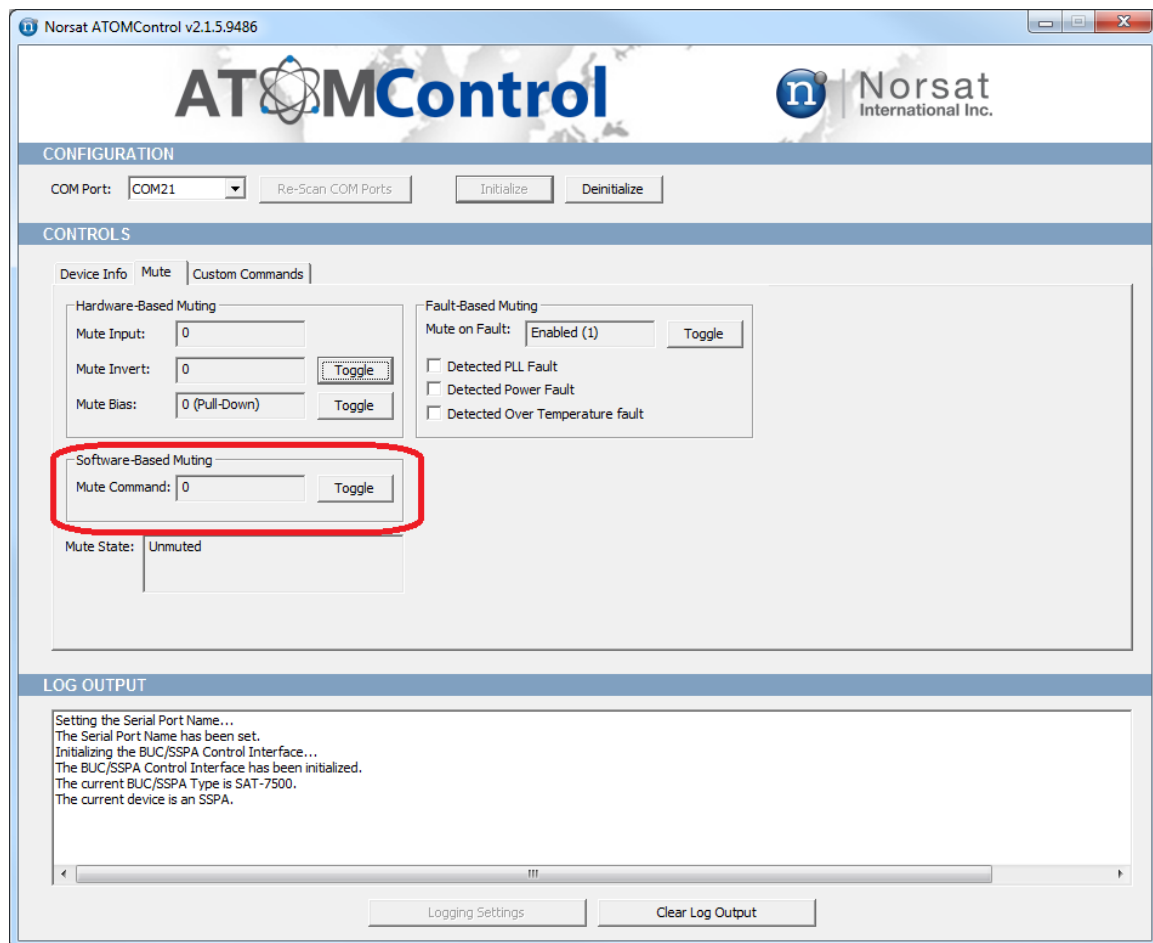 Norsat ATOMControl v2.1.5.9486
ATOMControl
n Norsat
International Inc.
CONFIGURATION
COM Port: COM21 Re-Scan COM Ports Initialize Deinitialize
CONTROLS
Device Info Mute Custom Commands
Hardware-Based Muting
Mute Input: 0
Mute Invert: 0 Toggle
Mute Bias: 0 (Pull-Down) Toggle
Fault-Based Muting
Mute on Fault: Enabled (1) Toggle
Detected PLL Fault
Detected Power Fault
Detected Over Temperature fault
Software-Based Muting
Mute Command: 0 Toggle
Mute State: Unmuted
LOG OUTPUT
Setting the Serial Port Name...
The Serial Port Name has been set.
Initializing the BUC/SSPA Control Interface...
The BUC/SSPA Control Interface has been initialized.
The current BUC/SSPA Type is SAT-7500.
The current device is an SSPA.
Logging Settings Clear Log Output